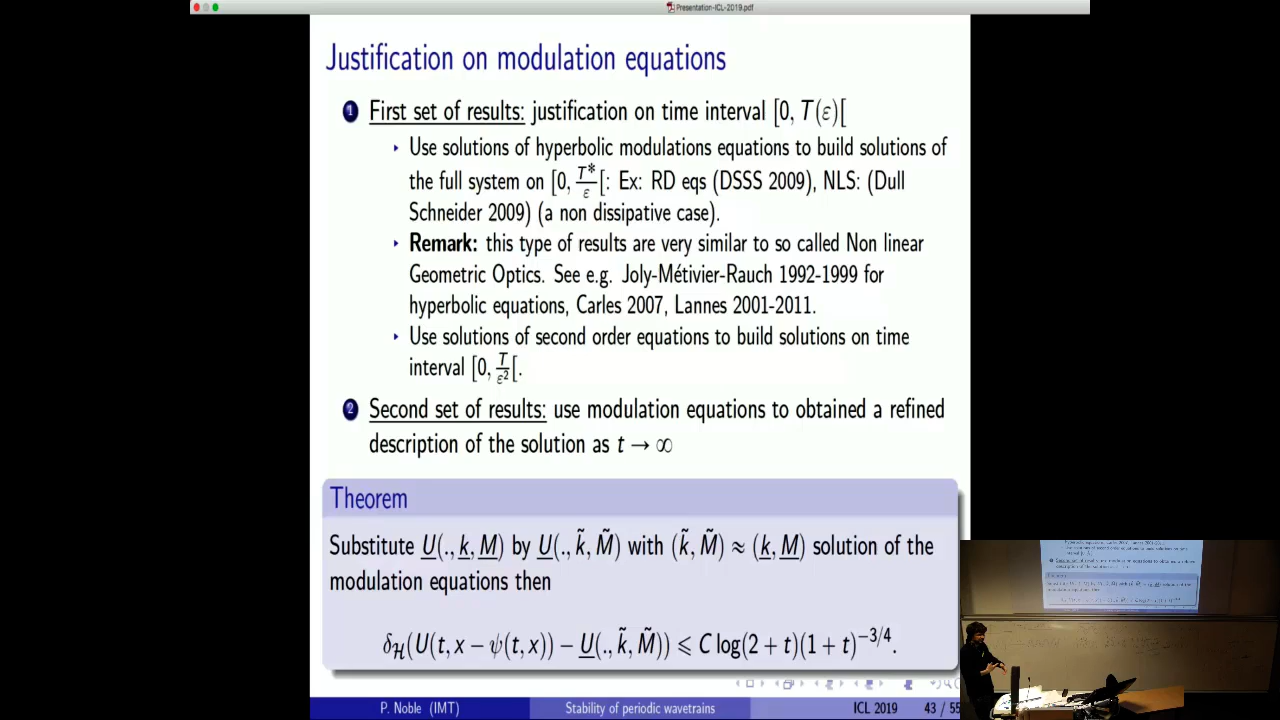 Presentation-ICL-2019.pdf
Justification on modulation equations
1 First set of results: justification on time interval [0, T(ε)[
‣ Use solutions of hyperbolic modulations equations to build solutions of
the full system on [0, T*/ε[: Ex: RD eqs (DSSS 2009), NLS: (Dull
Schneider 2009) (a non dissipative case).
‣ Remark: this type of results are very similar to so called Non linear
Geometric Optics. See e.g. Joly-Métivier-Rauch 1992-1999 for
hyperbolic equations, Carles 2007, Lannes 2001-2011.
‣ Use solutions of second order equations to build solutions on time
interval [0, T/ε²[.
2 Second set of results: use modulation equations to obtained a refined
description of the solution as t → ∞
Theorem
Substitute U̲(., k̲, M̲) by U̲(., k̃, M̃) with (k̃, M̃) ≈ (k̲, M̲) solution of the
modulation equations then
δ_H(U(t, x − ψ(t, x)) − U̲(., k̃, M̃)) ⩽ C log(2 + t)(1 + t)^−3/4.
P. Noble (IMT) Stability of periodic wavetrains ICL 2019 43 / 55